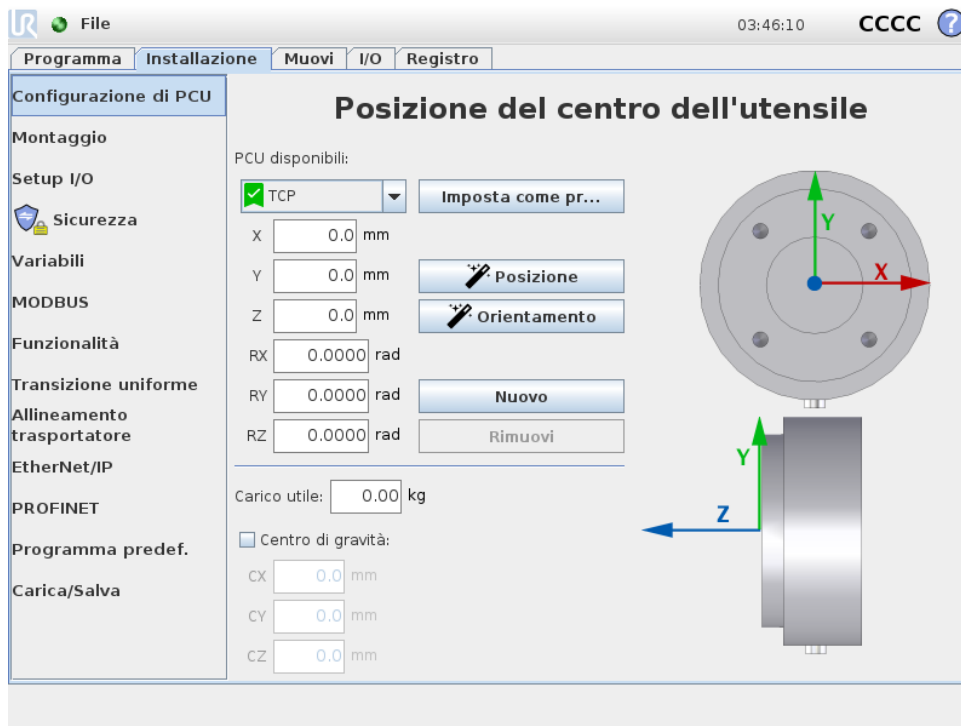 UR File 03:46:10 CCCC ?
Programma Installazione Muovi I/O Registro
Configurazione di PCU
Montaggio
Setup I/O
Sicurezza
Variabili
MODBUS
Funzionalità
Transizione uniforme
Allineamento
trasportatore
EtherNet/IP
PROFINET
Programma predef.
Carica/Salva
Posizione del centro dell'utensile
PCU disponibili:
TCP Imposta come pr...
X 0.0 mm
Y 0.0 mm Posizione
Z 0.0 mm Orientamento
RX 0.0000 rad
RY 0.0000 rad Nuovo
RZ 0.0000 rad Rimuovi
Carico utile: 0.00 kg
Centro di gravità:
CX 0.0 mm
CY 0.0 mm
CZ 0.0 mm
Y
X
Y
Z